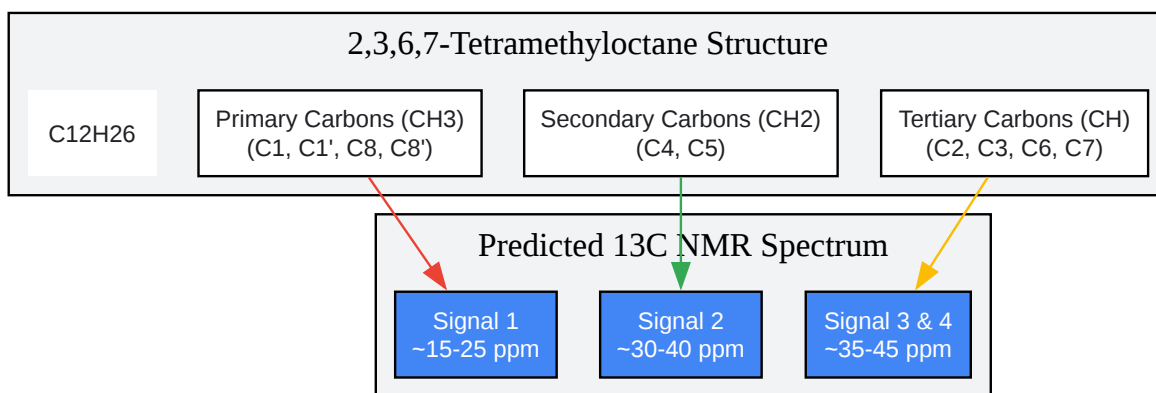 2,3,6,7-Tetramethyloctane Structure
C12H26
Primary Carbons (CH3)
(C1, C1', C8, C8')
Secondary Carbons (CH2)
(C4, C5)
Tertiary Carbons (CH)
(C2, C3, C6, C7)
Predicted 13C NMR Spectrum
Signal 1
~15-25 ppm
Signal 2
~30-40 ppm
Signal 3 & 4
~35-45 ppm